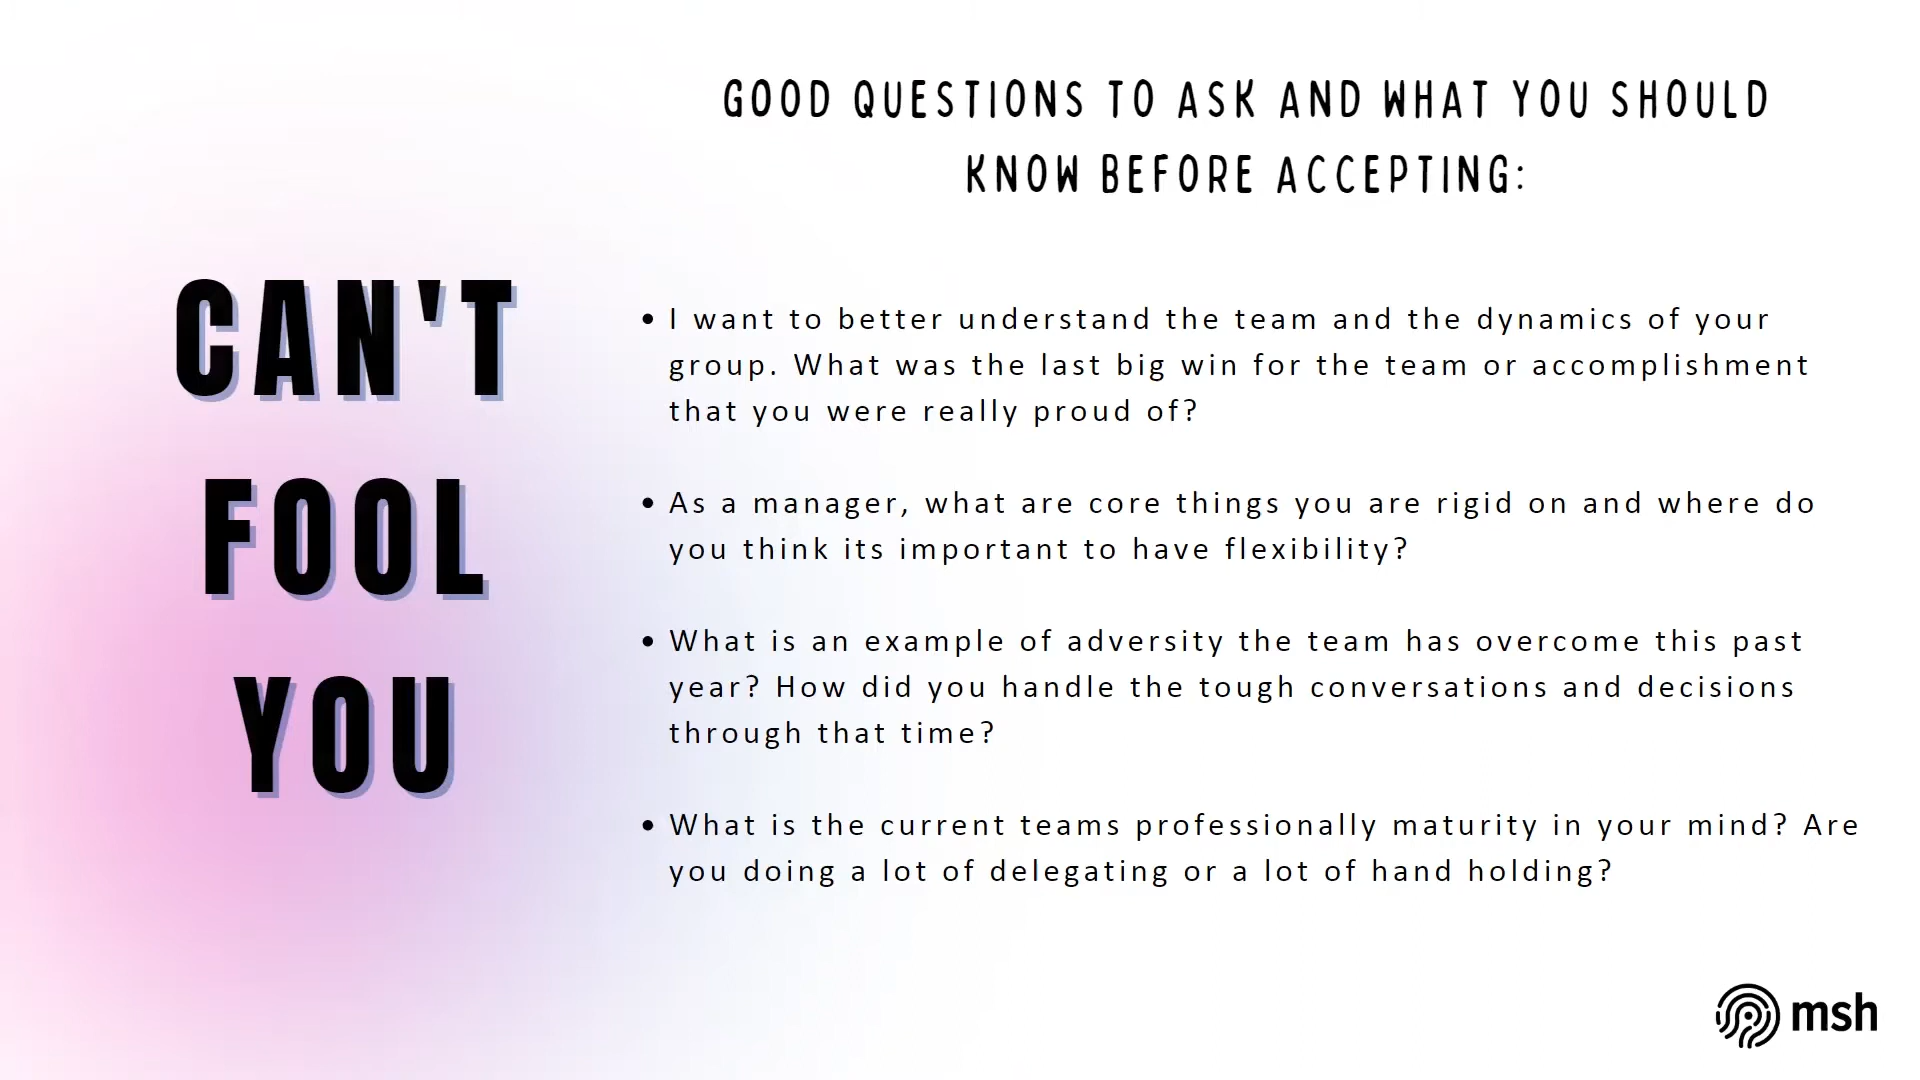 GOOD QUESTIONS TO ASK AND WHAT YOU SHOULD
KNOW BEFORE ACCEPTING:
CAN'T
FOOL
YOU
• I want to better understand the team and the dynamics of your
group. What was the last big win for the team or accomplishment
that you were really proud of?
• As a manager, what are core things you are rigid on and where do
you think its important to have flexibility?
• What is an example of adversity the team has overcome this past
year? How did you handle the tough conversations and decisions
through that time?
• What is the current teams professionally maturity in your mind? Are
you doing a lot of delegating or a lot of hand holding?
msh